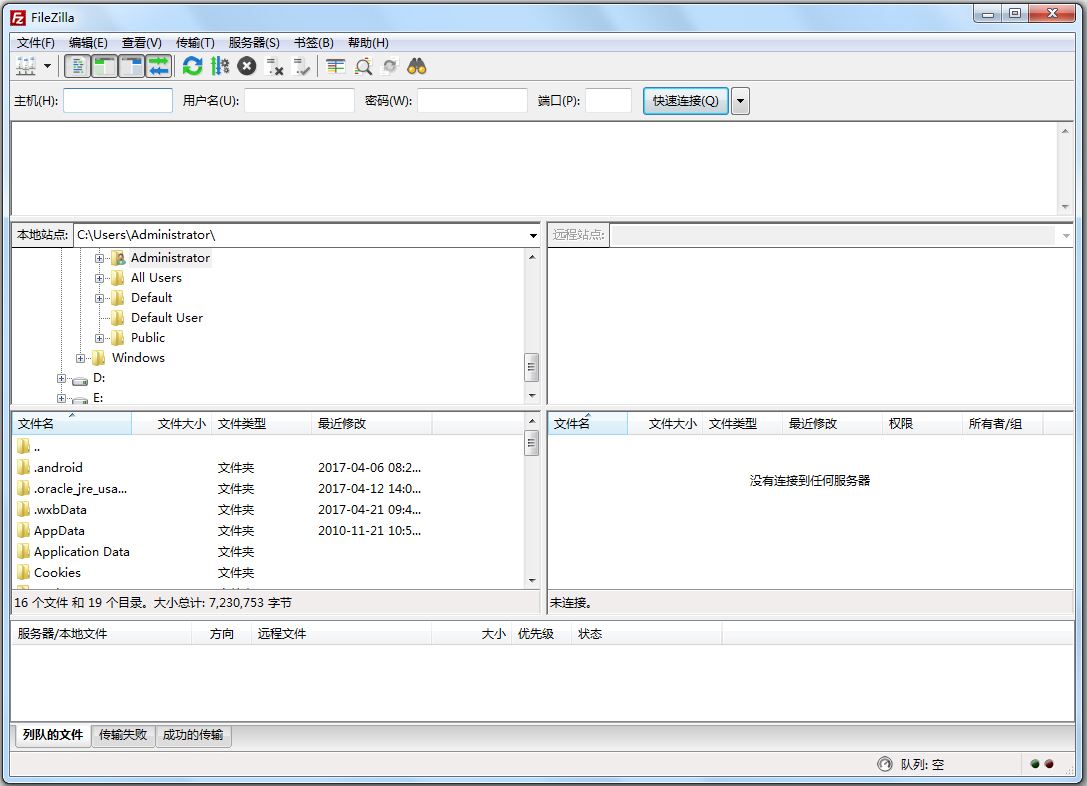 FileZilla
文件(F) 编辑(E) 查看(V) 传输(T) 服务器(S) 书签(B) 帮助(H)
主机(H): 用户名(U): 密码(W): 端口(P): 快速连接(Q)
本地站点: C:\Users\Administrator\ 远程站点:
Administrator
All Users
Default
Default User
Public
Windows
D:
E:
文件名 文件大小 文件类型 最近修改 文件名 文件大小 文件类型 最近修改 权限 所有者/组
..
.android 文件夹 2017-04-06 08:2...
.oracle_jre_usa... 文件夹 2017-04-12 14:0...
.wxbData 文件夹 2017-04-21 09:4...
AppData 文件夹 2010-11-21 10:5...
Application Data 文件夹
Cookies 文件夹
没有连接到任何服务器
16 个文件 和 19 个目录。大小总计: 7,230,753 字节 未连接。
服务器/本地文件 方向 远程文件 大小 优先级 状态
列队的文件 传输失败 成功的传输
队列: 空